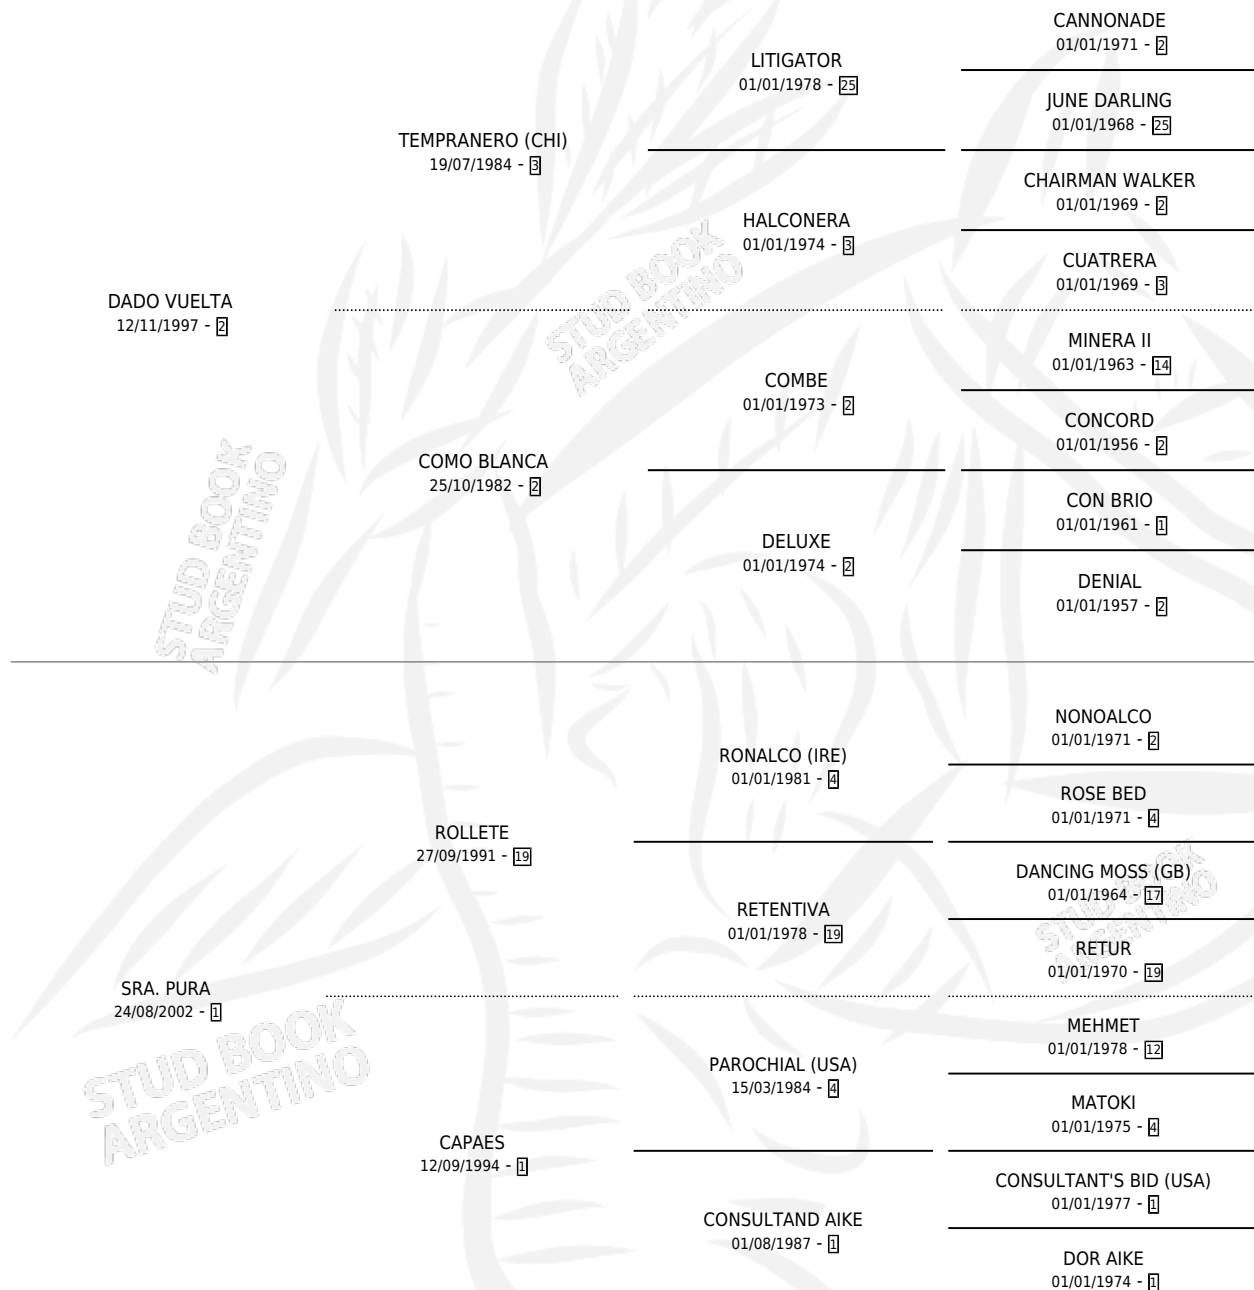 CANNONADE
01/01/1971 - 2
LITIGATOR
01/01/1978 - 25
JUNE DARLING
01/01/1968 - 25
TEMPRANERO (CHI)
19/07/1984 - 3
CHAIRMAN WALKER
01/01/1969 - 2
HALCONERA
01/01/1974 - 3
CUATRERA
01/01/1969 - 3
DADO VUELTA
12/11/1997 - 2
MINERA II
01/01/1963 - 14
COMBE
01/01/1973 - 2
CONCORD
01/01/1956 - 2
COMO BLANCA
25/10/1982 - 2
CON BRIO
01/01/1961 - 1
DELUXE
01/01/1974 - 2
DENIAL
01/01/1957 - 2
NONOALCO
01/01/1971 - 2
RONALCO (IRE)
01/01/1981 - 4
ROSE BED
01/01/1971 - 4
ROLLETE
27/09/1991 - 19
DANCING MOSS (GB)
01/01/1964 - 17
RETENTIVA
01/01/1978 - 19
RETUR
01/01/1970 - 19
SRA. PURA
24/08/2002 - 1
MEHMET
01/01/1978 - 12
PAROCHIAL (USA)
15/03/1984 - 4
MATOKI
01/01/1975 - 4
CAPAES
12/09/1994 - 1
CONSULTANT'S BID (USA)
01/01/1977 - 1
CONSULTAND AIKE
01/08/1987 - 1
DOR AIKE
01/01/1974 - 1
STUD BOOK
ARGENTINO
STUD BOOK
ARGENTINO
STUD BOOK
ARGENTINO
STUD BOOK
ARGENTINO